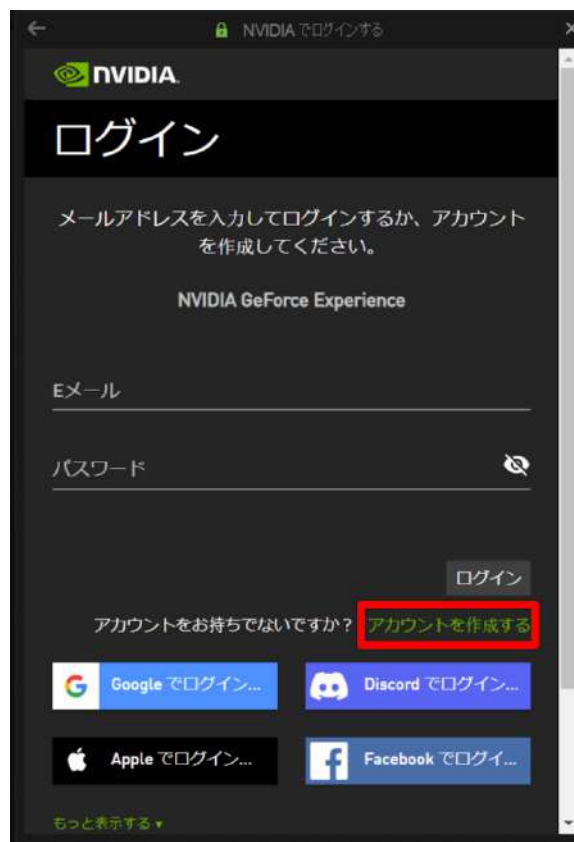 NVIDIA でログインする
NVIDIA.
ログイン
メールアドレスを入力してログインするか、アカウント
を作成してください。
NVIDIA GeForce Experience
Eメール
パスワード
ログイン
アカウントをお持ちでないですか? アカウントを作成する
Google でログイン... Discord でログイン...
Apple でログイン... Facebook でログイ...
もっと表示する